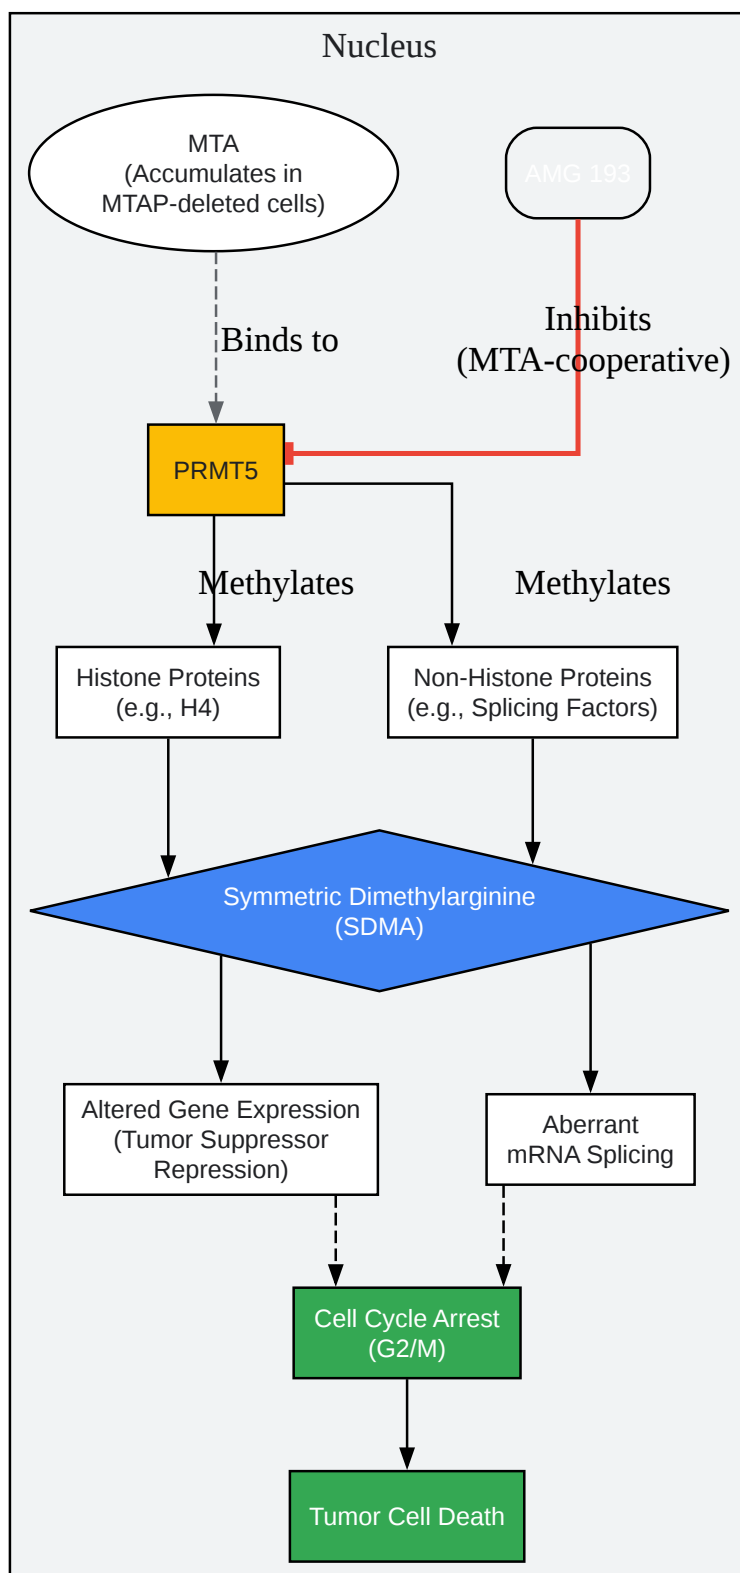 Nucleus
MTA
(Accumulates in
MTAP-deleted cells)
AMG 193
Binds to
Inhibits
(MTA-cooperative)
PRMT5
Methylates
Methylates
Histone Proteins
(e.g., H4)
Non-Histone Proteins
(e.g., Splicing Factors)
Symmetric Dimethylarginine
(SDMA)
Altered Gene Expression
(Tumor Suppressor
Repression)
Aberrant
mRNA Splicing
Cell Cycle Arrest
(G2/M)
Tumor Cell Death